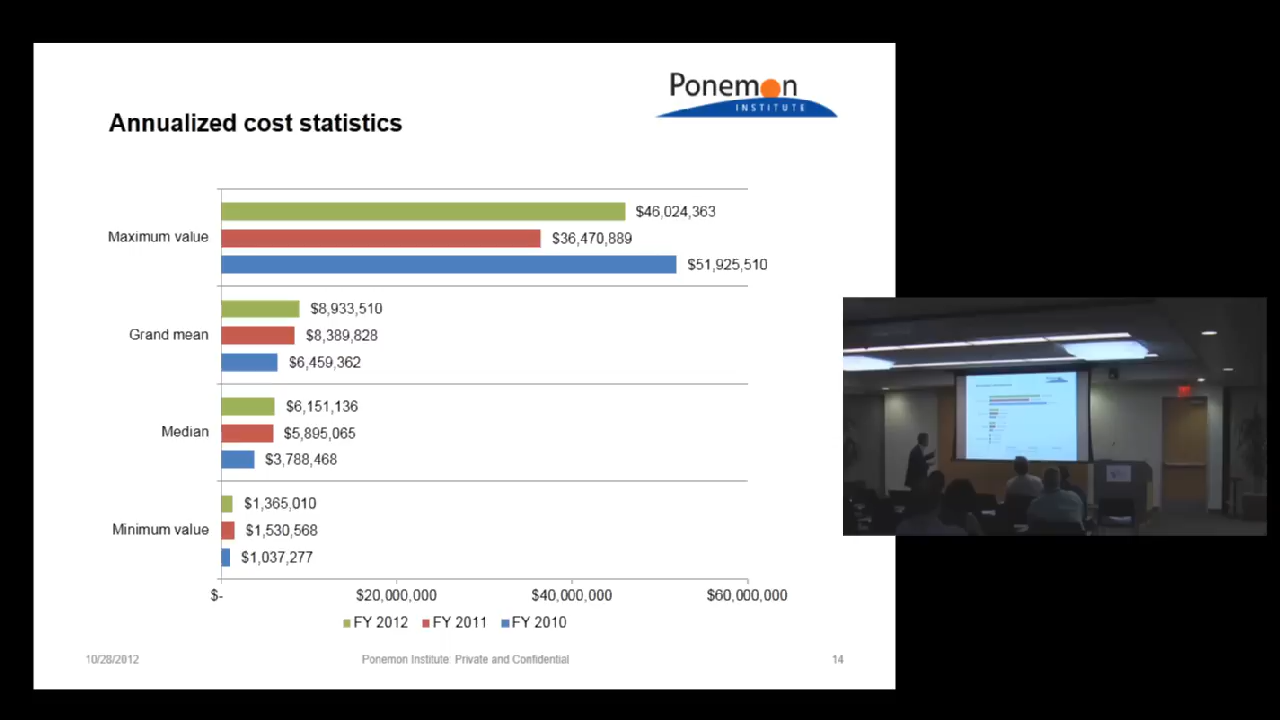 Ponemon
INSTITUTE
Annualized cost statistics
Maximum value
$46,024,363
$36,470,889
$51,925,510
Grand mean
$8,933,510
$8,389,828
$6,459,362
Median
$6,151,136
$5,895,065
$3,788,468
Minimum value
$1,365,010
$1,530,568
$1,037,277
$- $20,000,000 $40,000,000 $60,000,000
FY 2012 FY 2011 FY 2010
10/28/2012 Ponemon Institute: Private and Confidential 14